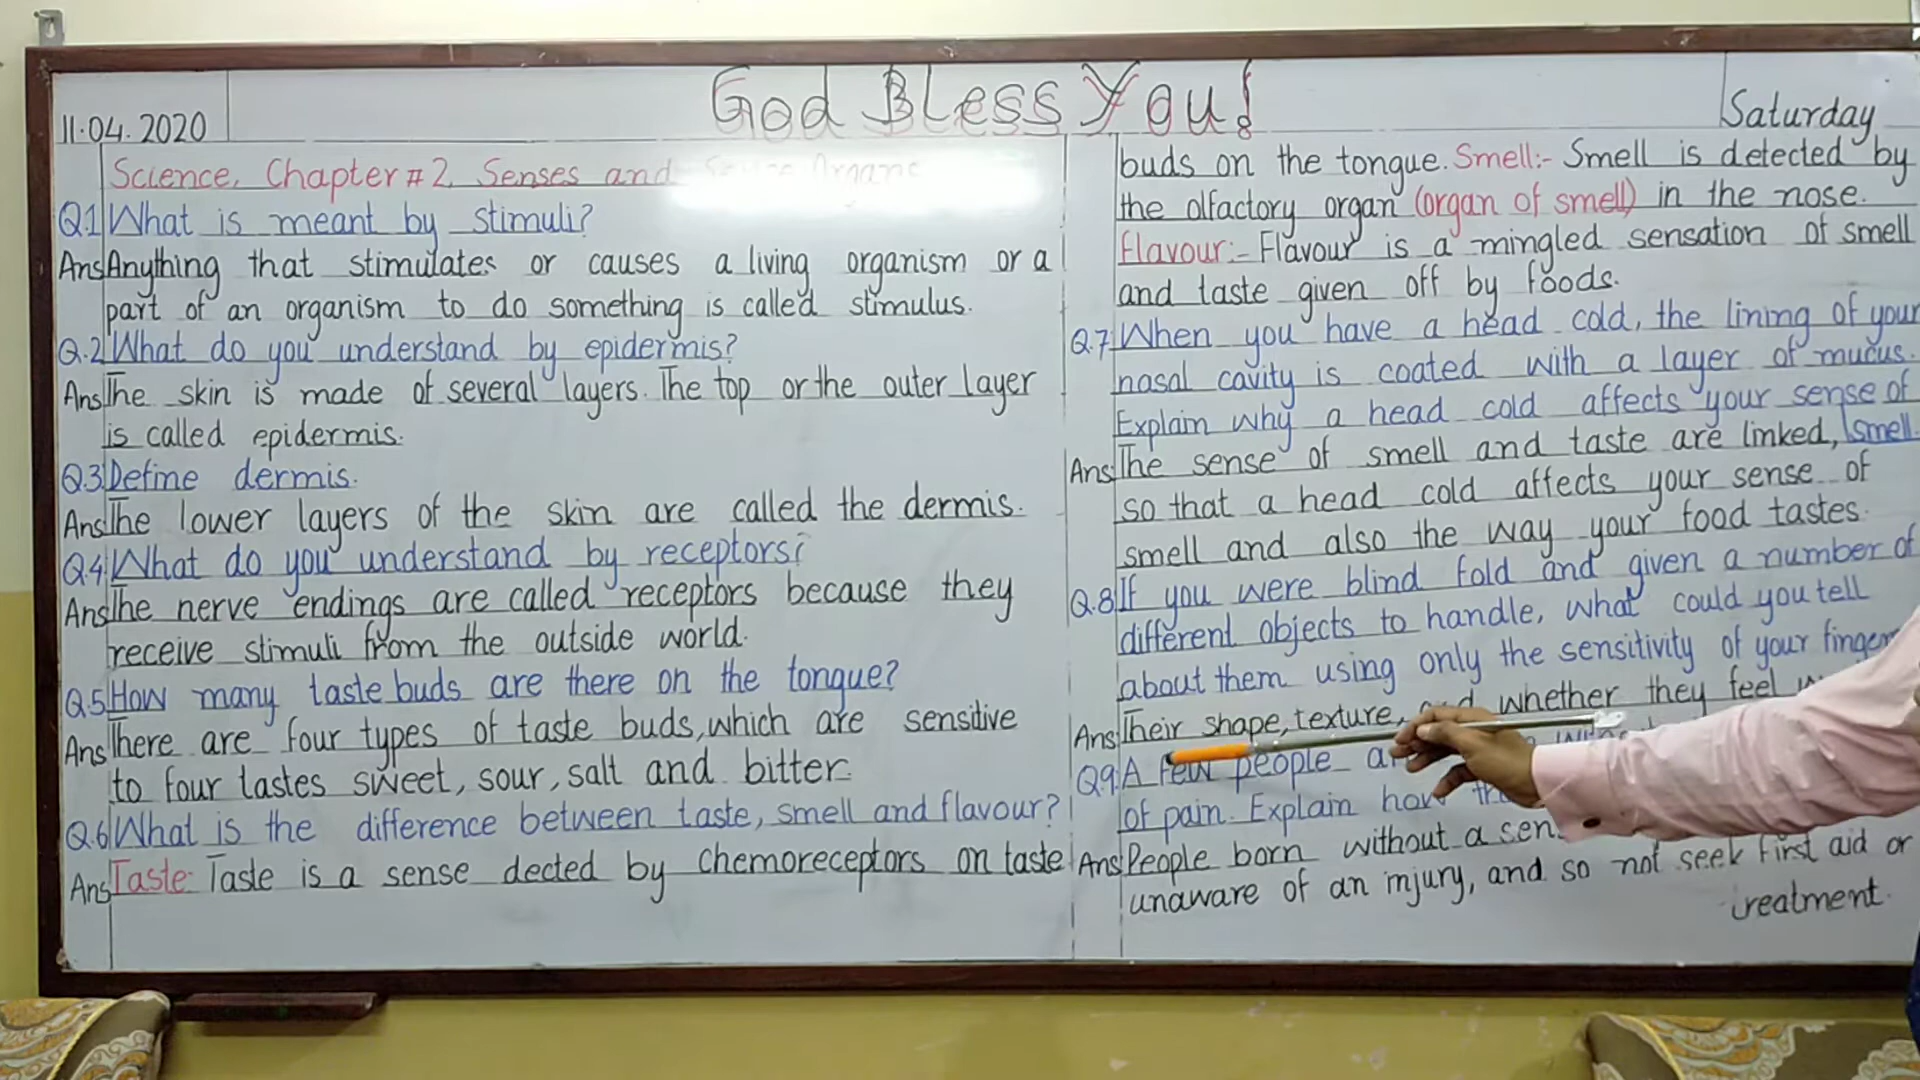 God Bless You!
11.04.2020
Saturday
Science, Chapter # 2, Senses and Sense Organs
Q.1 What is meant by stimuli?
Ans Anything that stimulates or causes a living organism or a
part of an organism to do something is called stimulus.
Q.2 What do you understand by epidermis?
Ans The skin is made of several layers. The top or the outer layer
is called epidermis.
Q.3 Define dermis.
Ans The lower layers of the skin are called the dermis.
Q.4 What do you understand by receptors?
Ans The nerve endings are called receptors because they
receive stimuli from the outside world.
Q.5 How many taste buds are there on the tongue?
Ans There are four types of taste buds, which are sensitive
to four tastes sweet, sour, salt and bitter.
Q.6 What is the difference between taste, smell and flavour?
Ans Taste: Taste is a sense dected by chemoreceptors on taste
buds on the tongue. Smell:- Smell is detected by
the olfactory organ (organ of smell) in the nose.
Flavour:- Flavour is a mingled sensation of smell
and taste given off by foods.
Q.7 When you have a head cold, the lining of your
nasal cavity is coated with a layer of mucus.
Explain why a head cold affects your sense of
smell.
Ans The sense of smell and taste are linked,
so that a head cold affects your sense of
smell and also the way your food tastes.
Q.8 If you were blind fold and given a number of
different objects to handle, what could you tell
about them using only the sensitivity of your
Ans Their shape, texture, and whether they feel
Q.9 A few people
of pain. Explain how
Ans People born without a
unaware of an injury, and so not seek first aid or
treatment.